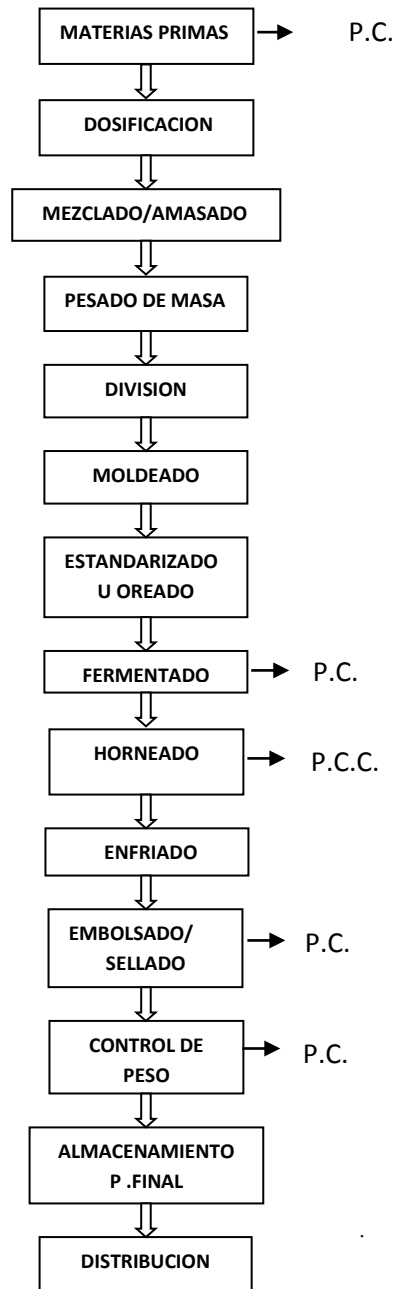 MATERIAS PRIMAS P.C.
DOSIFICACION
MEZCLADO/AMASADO
PESADO DE MASA
DIVISION
MOLDEADO
ESTANDARIZADO
U OREADO
FERMENTADO P.C.
HORNEADO P.C.C.
ENFRIADO
EMBOLSADO/ P.C.
SELLADO
CONTROL DE P.C.
PESO
ALMACENAMIENTO
P .FINAL
.
DISTRIBUCION